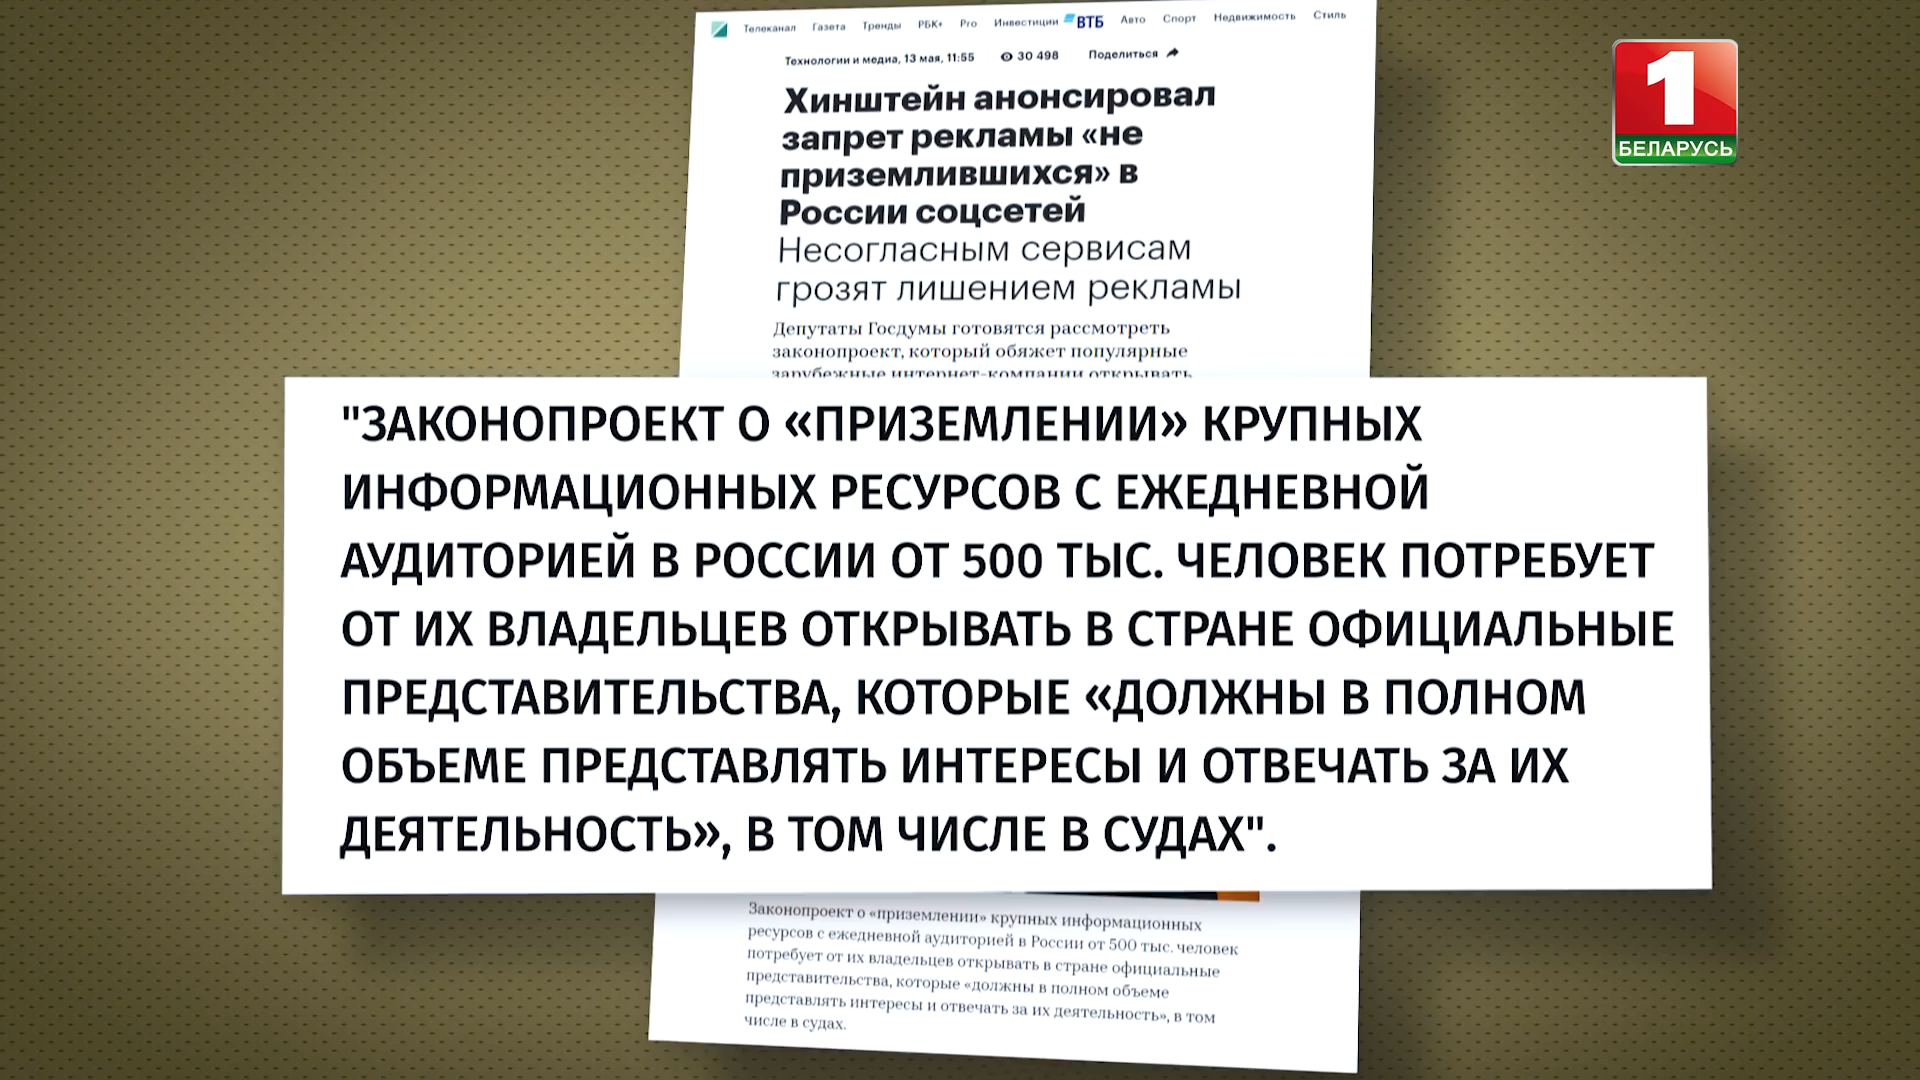 Телеканал Газета Тренды РБК+ Pro Инвестиции ВТБ Авто Спорт Недвижимость Стиль
Технологии и медиа, 13 мая, 11:55 30 498 Поделиться
1
БЕЛАРУСЬ
Хинштейн анонсировал
запрет рекламы «не
приземлившихся» в
России соцсетей
Несогласным сервисам
грозят лишением рекламы
Депутаты Госдумы готовятся рассмотреть
законопроект, который обяжет популярные
зарубежные интернет-компании открывать
"ЗАКОНОПРОЕКТ О «ПРИЗЕМЛЕНИИ» КРУПНЫХ
ИНФОРМАЦИОННЫХ РЕСУРСОВ С ЕЖЕДНЕВНОЙ
АУДИТОРИЕЙ В РОССИИ ОТ 500 ТЫС. ЧЕЛОВЕК ПОТРЕБУЕТ
ОТ ИХ ВЛАДЕЛЬЦЕВ ОТКРЫВАТЬ В СТРАНЕ ОФИЦИАЛЬНЫЕ
ПРЕДСТАВИТЕЛЬСТВА, КОТОРЫЕ «ДОЛЖНЫ В ПОЛНОМ
ОБЪЕМЕ ПРЕДСТАВЛЯТЬ ИНТЕРЕСЫ И ОТВЕЧАТЬ ЗА ИХ
ДЕЯТЕЛЬНОСТЬ», В ТОМ ЧИСЛЕ В СУДАХ".
Законопроект о «приземлении» крупных информационных
ресурсов с ежедневной аудиторией в России от 500 тыс. человек
потребует от их владельцев открывать в стране официальные
представительства, которые «должны в полном объеме
представлять интересы и отвечать за их деятельность», в том
числе в судах.